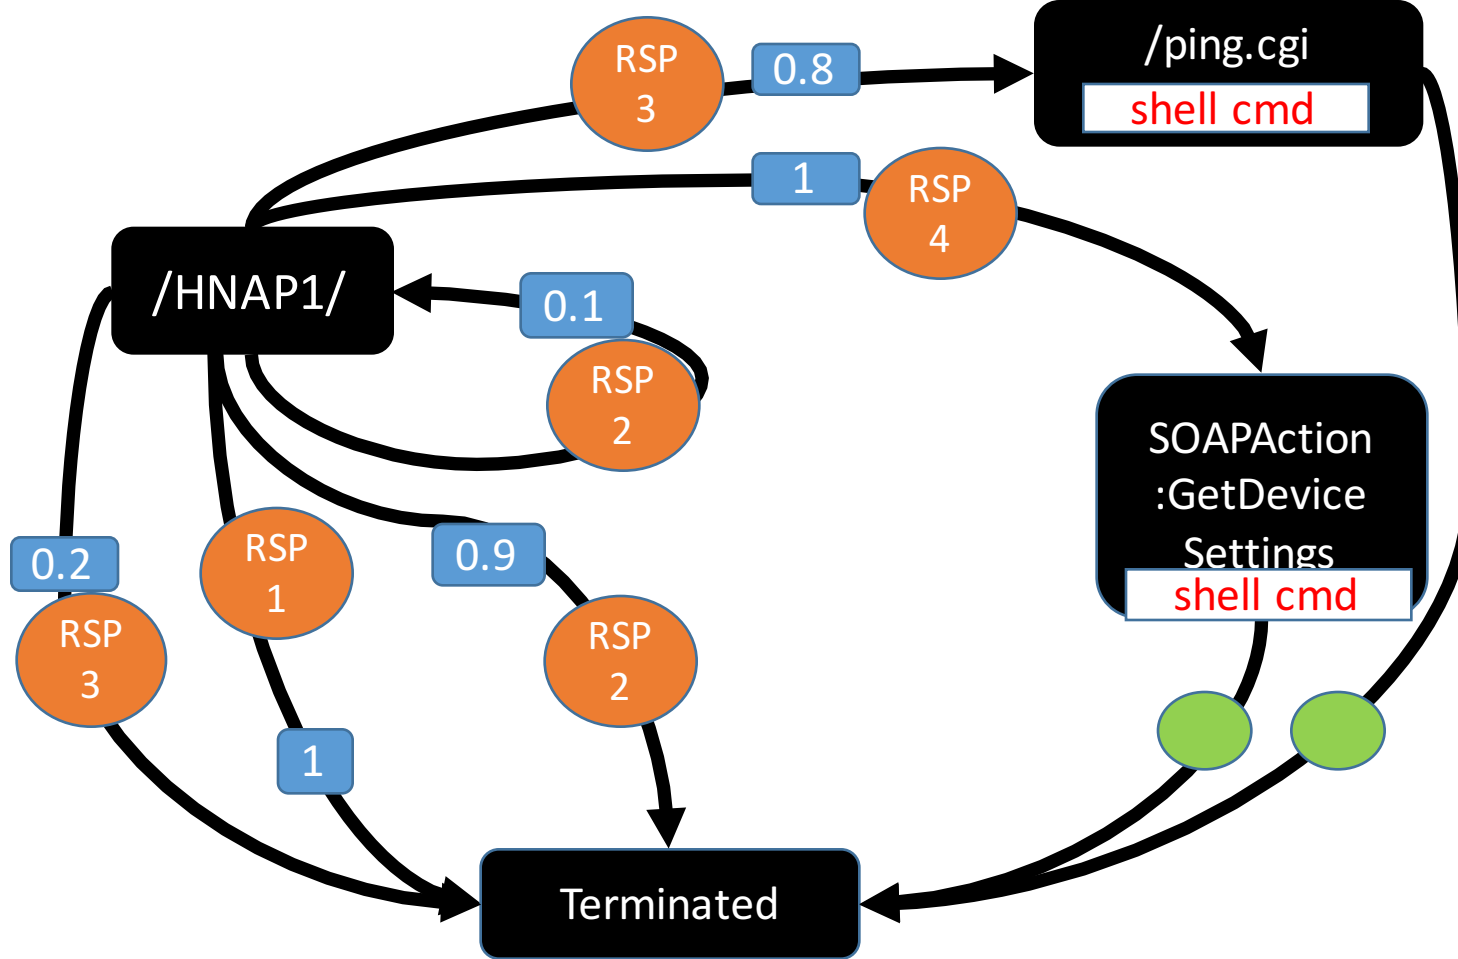 /ping.cgi
shell cmd
RSP
3
0.8
1
RSP
4
/HNAP1/
0.1
RSP
2
SOAPAction
:GetDevice
Settings
shell cmd
0.2
RSP
3
RSP
1
0.9
RSP
2
1
Terminated